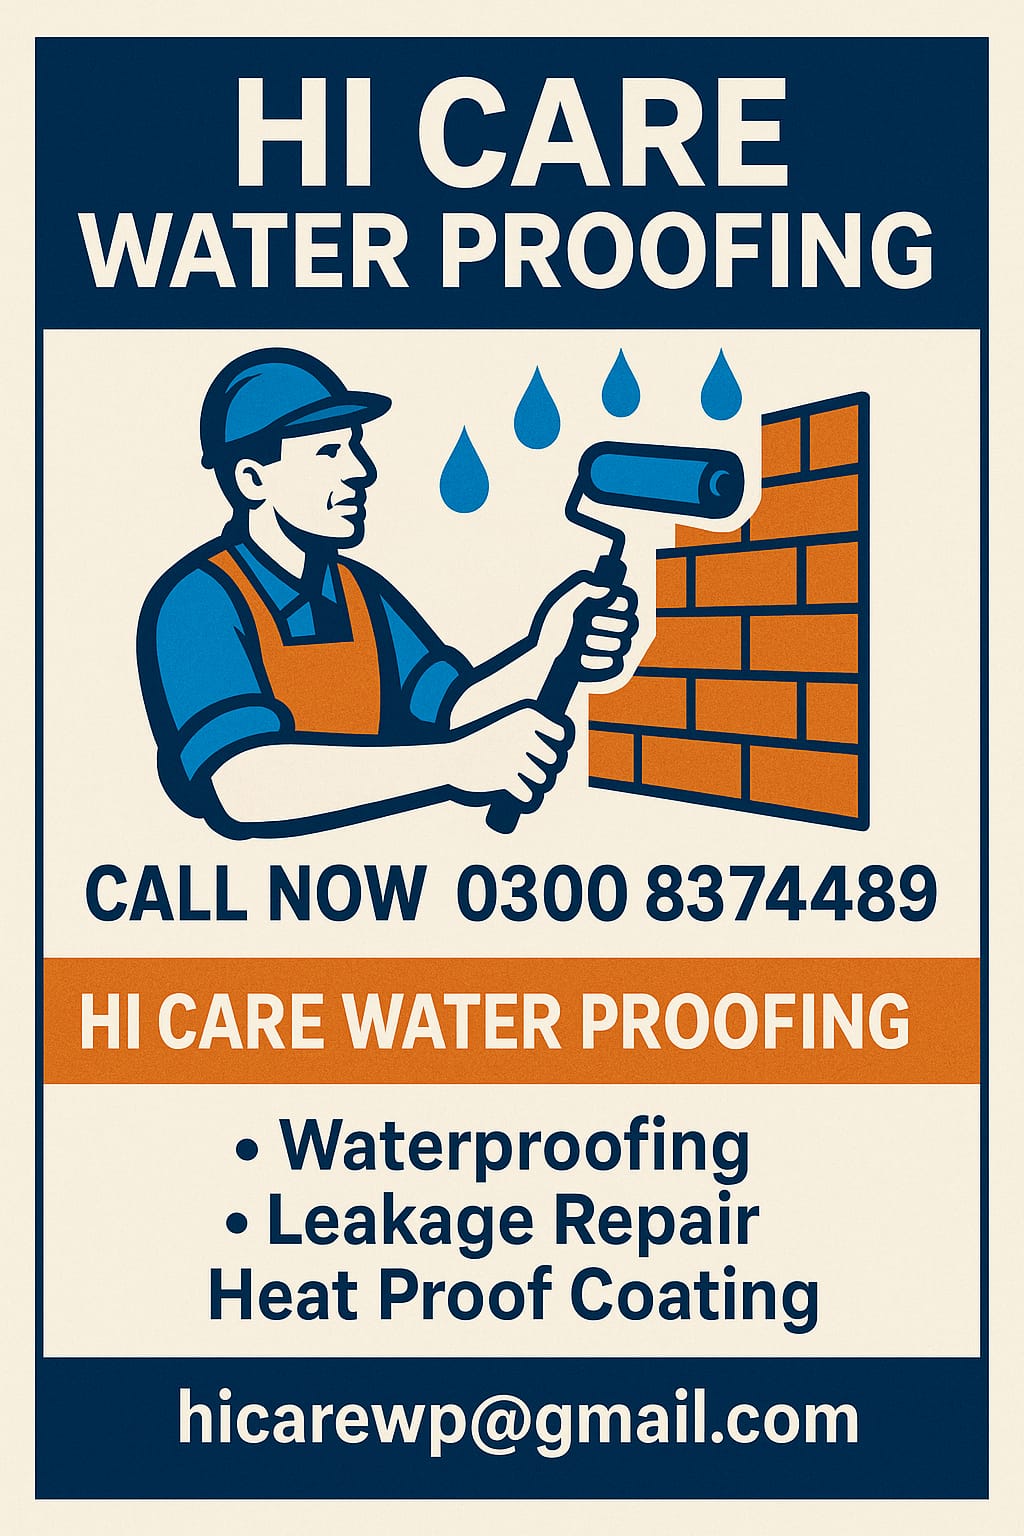 HI CARE
WATER PROOFING
CALL NOW 0300 8374489
HI CARE WATER PROOFING
• Waterproofing
• Leakage Repair
Heat Proof Coating
hicarewp@gmail.com